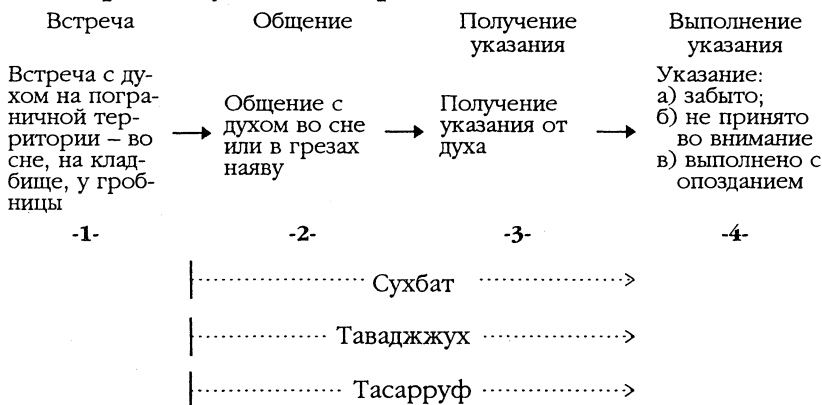 Встреча
Общение
Получение
указания
Выполнение
указания
Встреча с ду-
хом на погра-
ничной тер-
ритории – во
сне, на клад-
бище, у гроб-
ницы
Общение с
духом во сне
или в грезах
наяву
Получение
указания от
духа
Указание:
а) забыто;
б) не принято
во внимание
в) выполнено с
опозданием
-1-
-2-
-3-
-4-
Сухбат
Таваджжух
Тасарруф